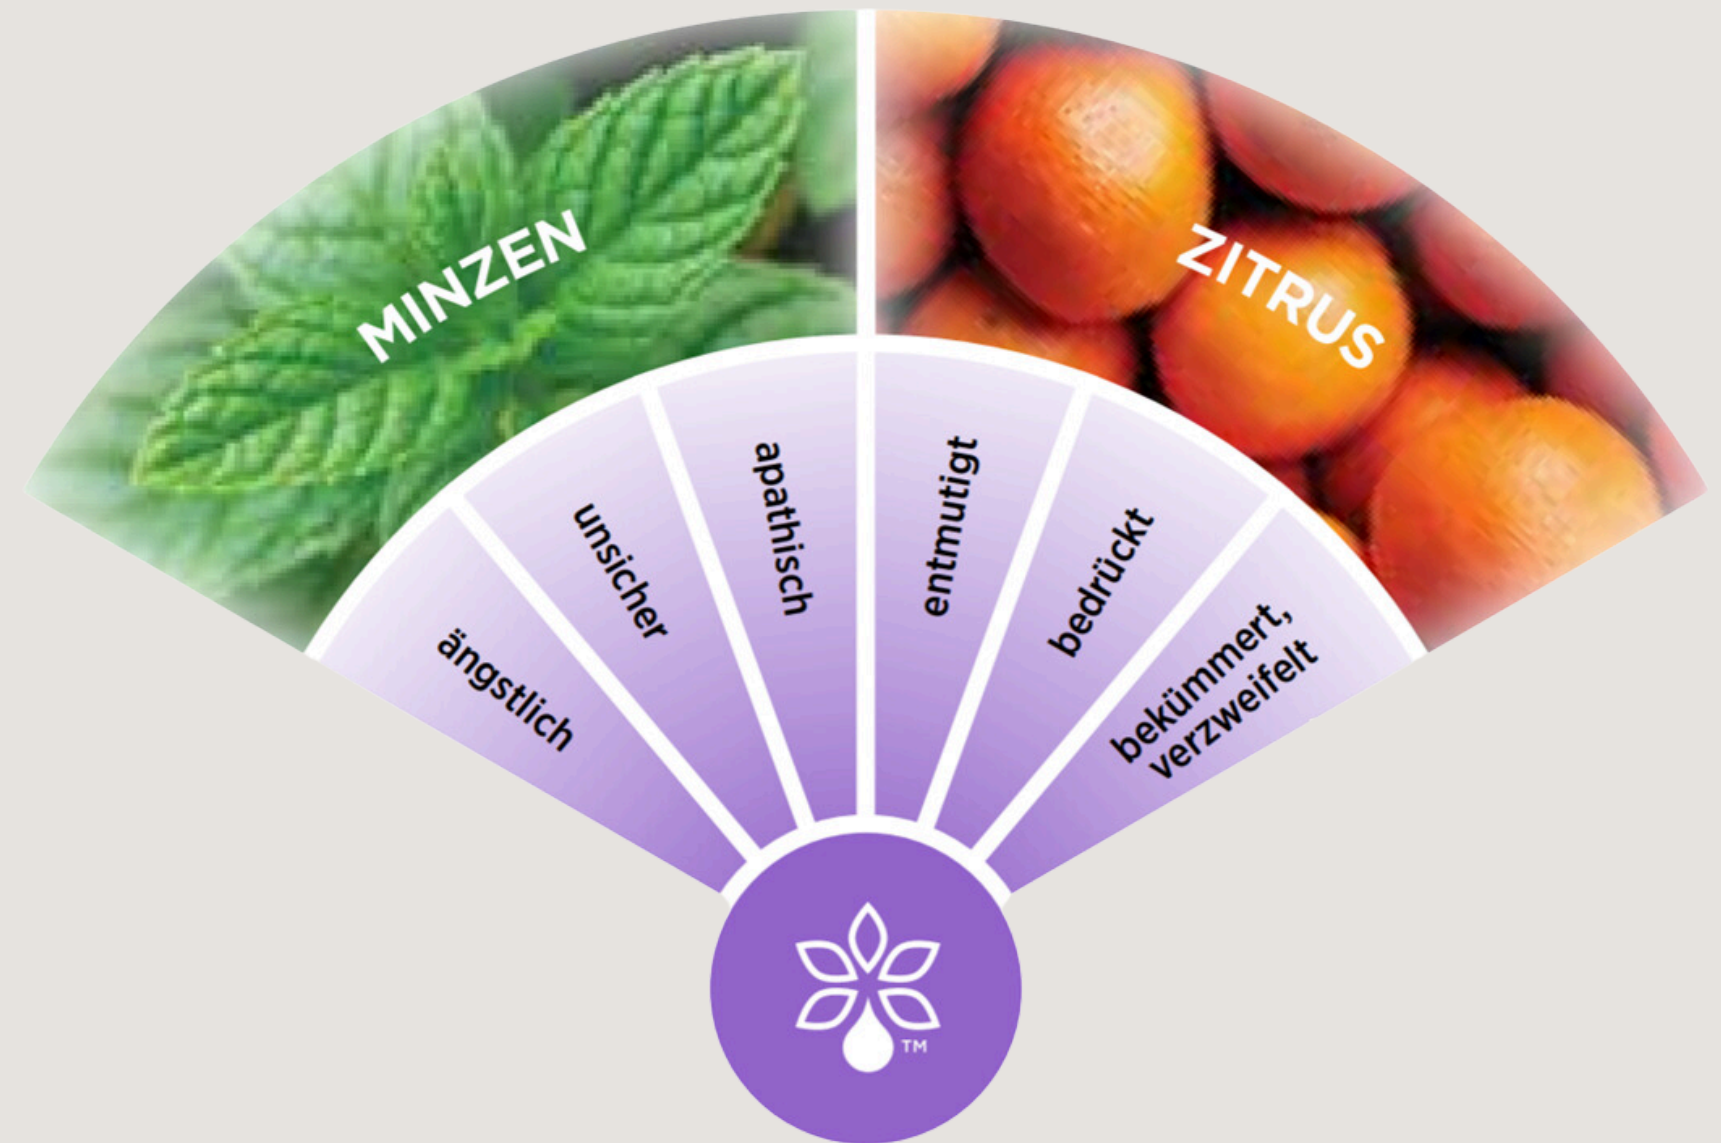 MINZEN
ZITRUS
ängstlich
unsicher
apathisch
entmutigt
bedrückt
bekümmert,
verzweifelt
TM